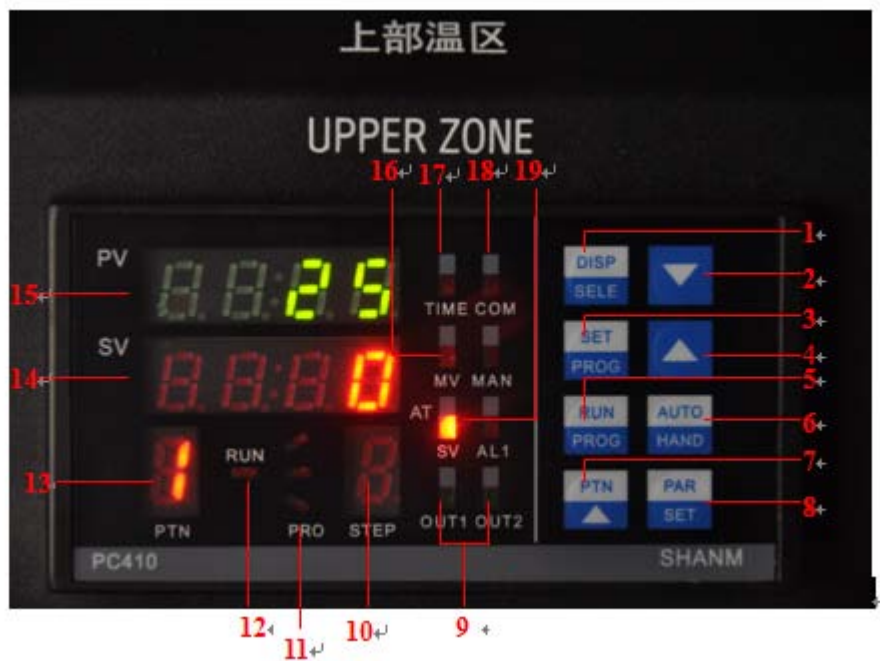 上部温区
UPPER ZONE
16 17 18 19
1
PV 25 DISP
SELE 2
15
TIME COM
3
SV 0 SET
PROG 4
14
MV MAN
5
AT RUN AUTO
PROG HAND 6
1 RUN SV AL1
7
13 PTN PAR
SET 8
OUT1 OUT2
PTN PRO STEP
PC410 SHANM
12 11 10 9